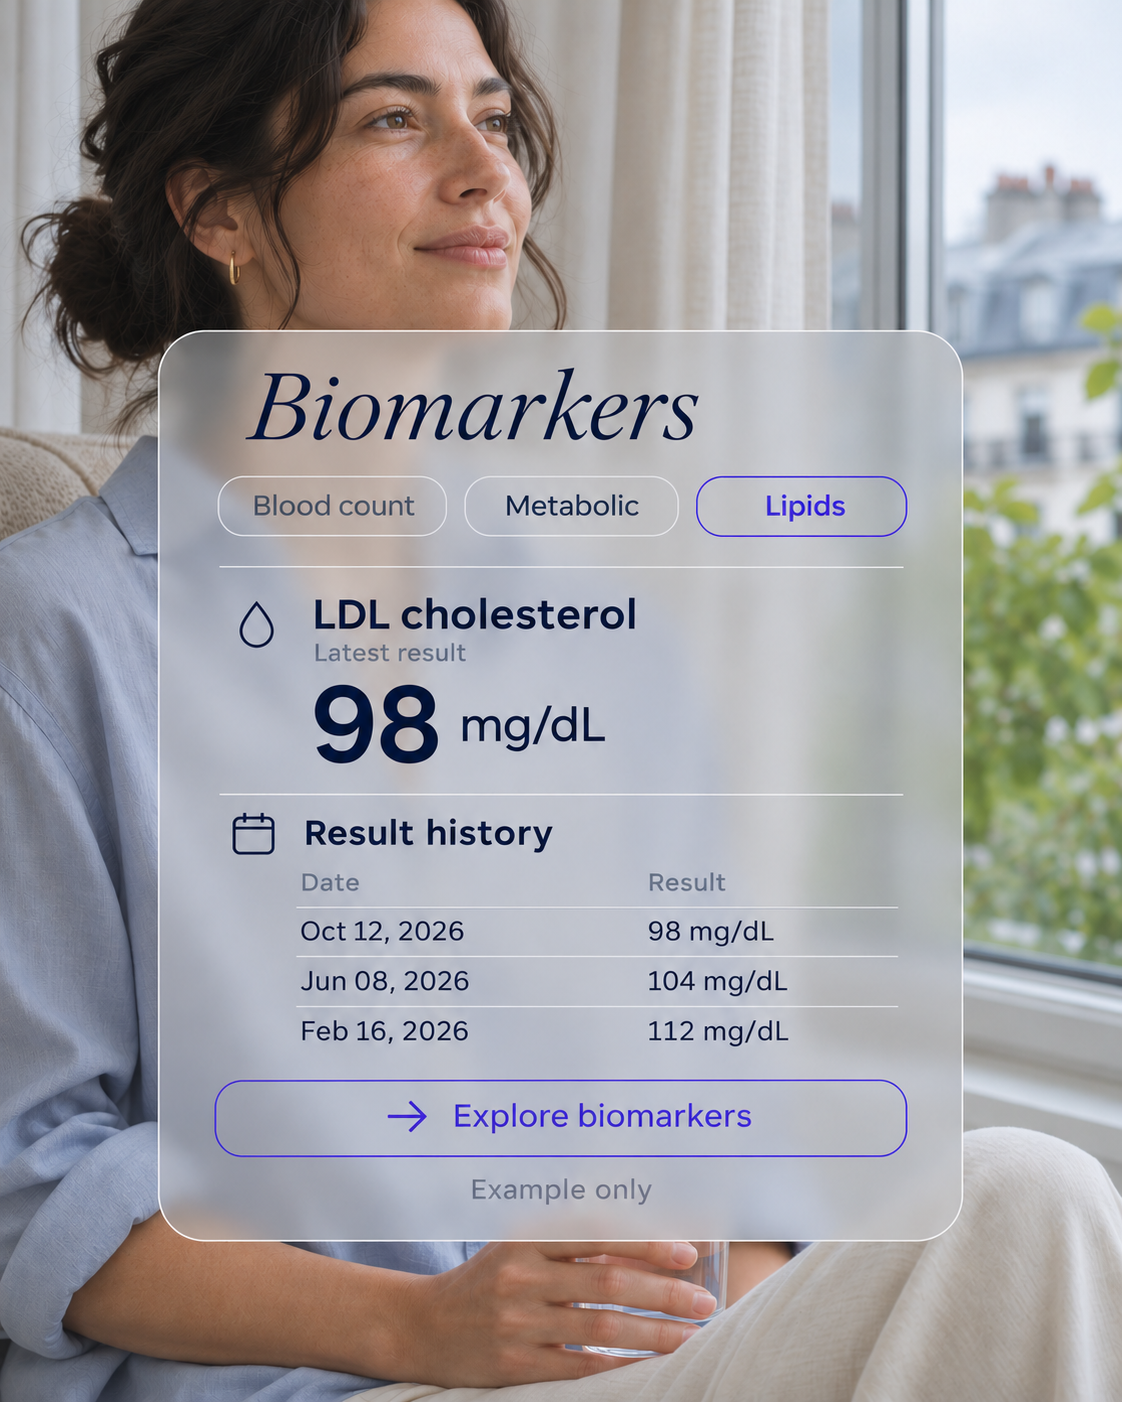 Biomarkers
Blood count Metabolic Lipids
LDL cholesterol
Latest result
98 mg/dL
Result history
Date Result
Oct 12, 2026 98 mg/dL
Jun 08, 2026 104 mg/dL
Feb 16, 2026 112 mg/dL
→ Explore biomarkers
Example only